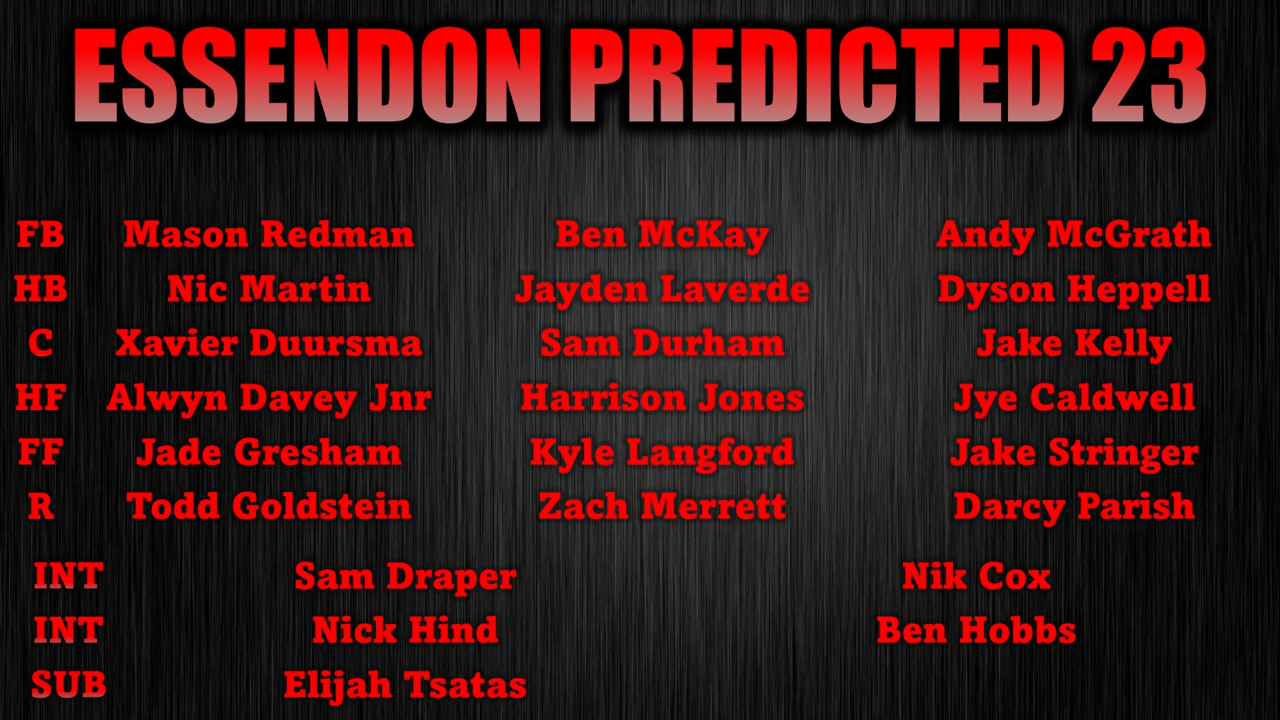 ESSENDON PREDICTED 23
FB Mason Redman Ben McKay Andy McGrath
HB Nic Martin Jayden Laverde Dyson Heppell
C Xavier Duursma Sam Durham Jake Kelly
HF Alwyn Davey Jnr Harrison Jones Jye Caldwell
FF Jade Gresham Kyle Langford Jake Stringer
R Todd Goldstein Zach Merrett Darcy Parish
INT Sam Draper Nik Cox
INT Nick Hind Ben Hobbs
SUB Elijah Tsatas